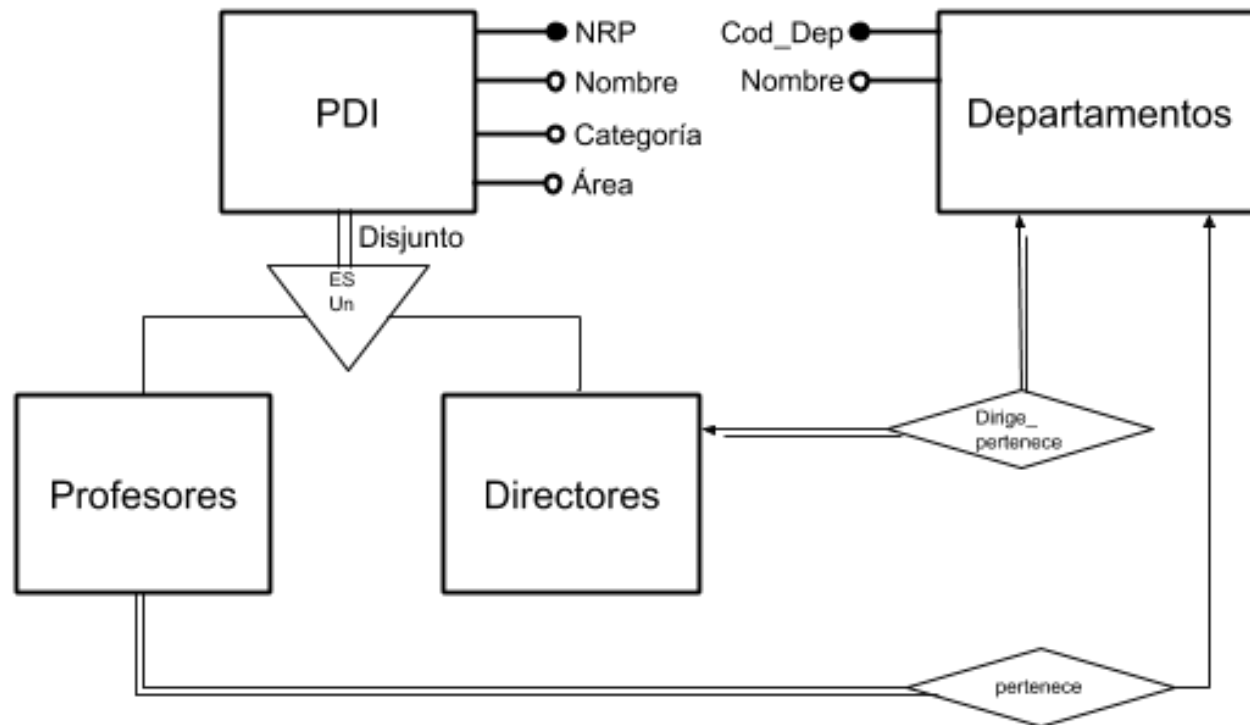 PDI
NRP
Nombre
Categoría
Área
Cod_Dep
Nombre
Departamentos
Disjunto
ES
Un
Profesores
Directores
Dirige_
pertenece
pertenece